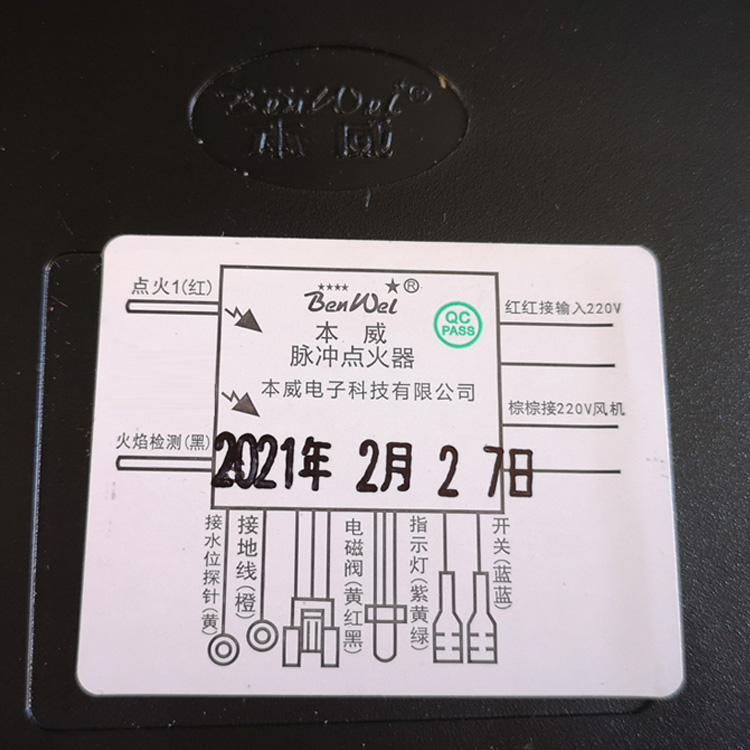 BenWei®
本威
点火1(红)
BenWei ®
QC
PASS
红红接输入220V
本威
脉冲点火器
本威电子科技有限公司
棕棕接220V风机
火焰检测(黑)
2021年 2月 27日
接水位探针(黄)
接地线(橙)
电磁阀(黄红黑)
指示灯(紫黄绿)
开关(蓝蓝)